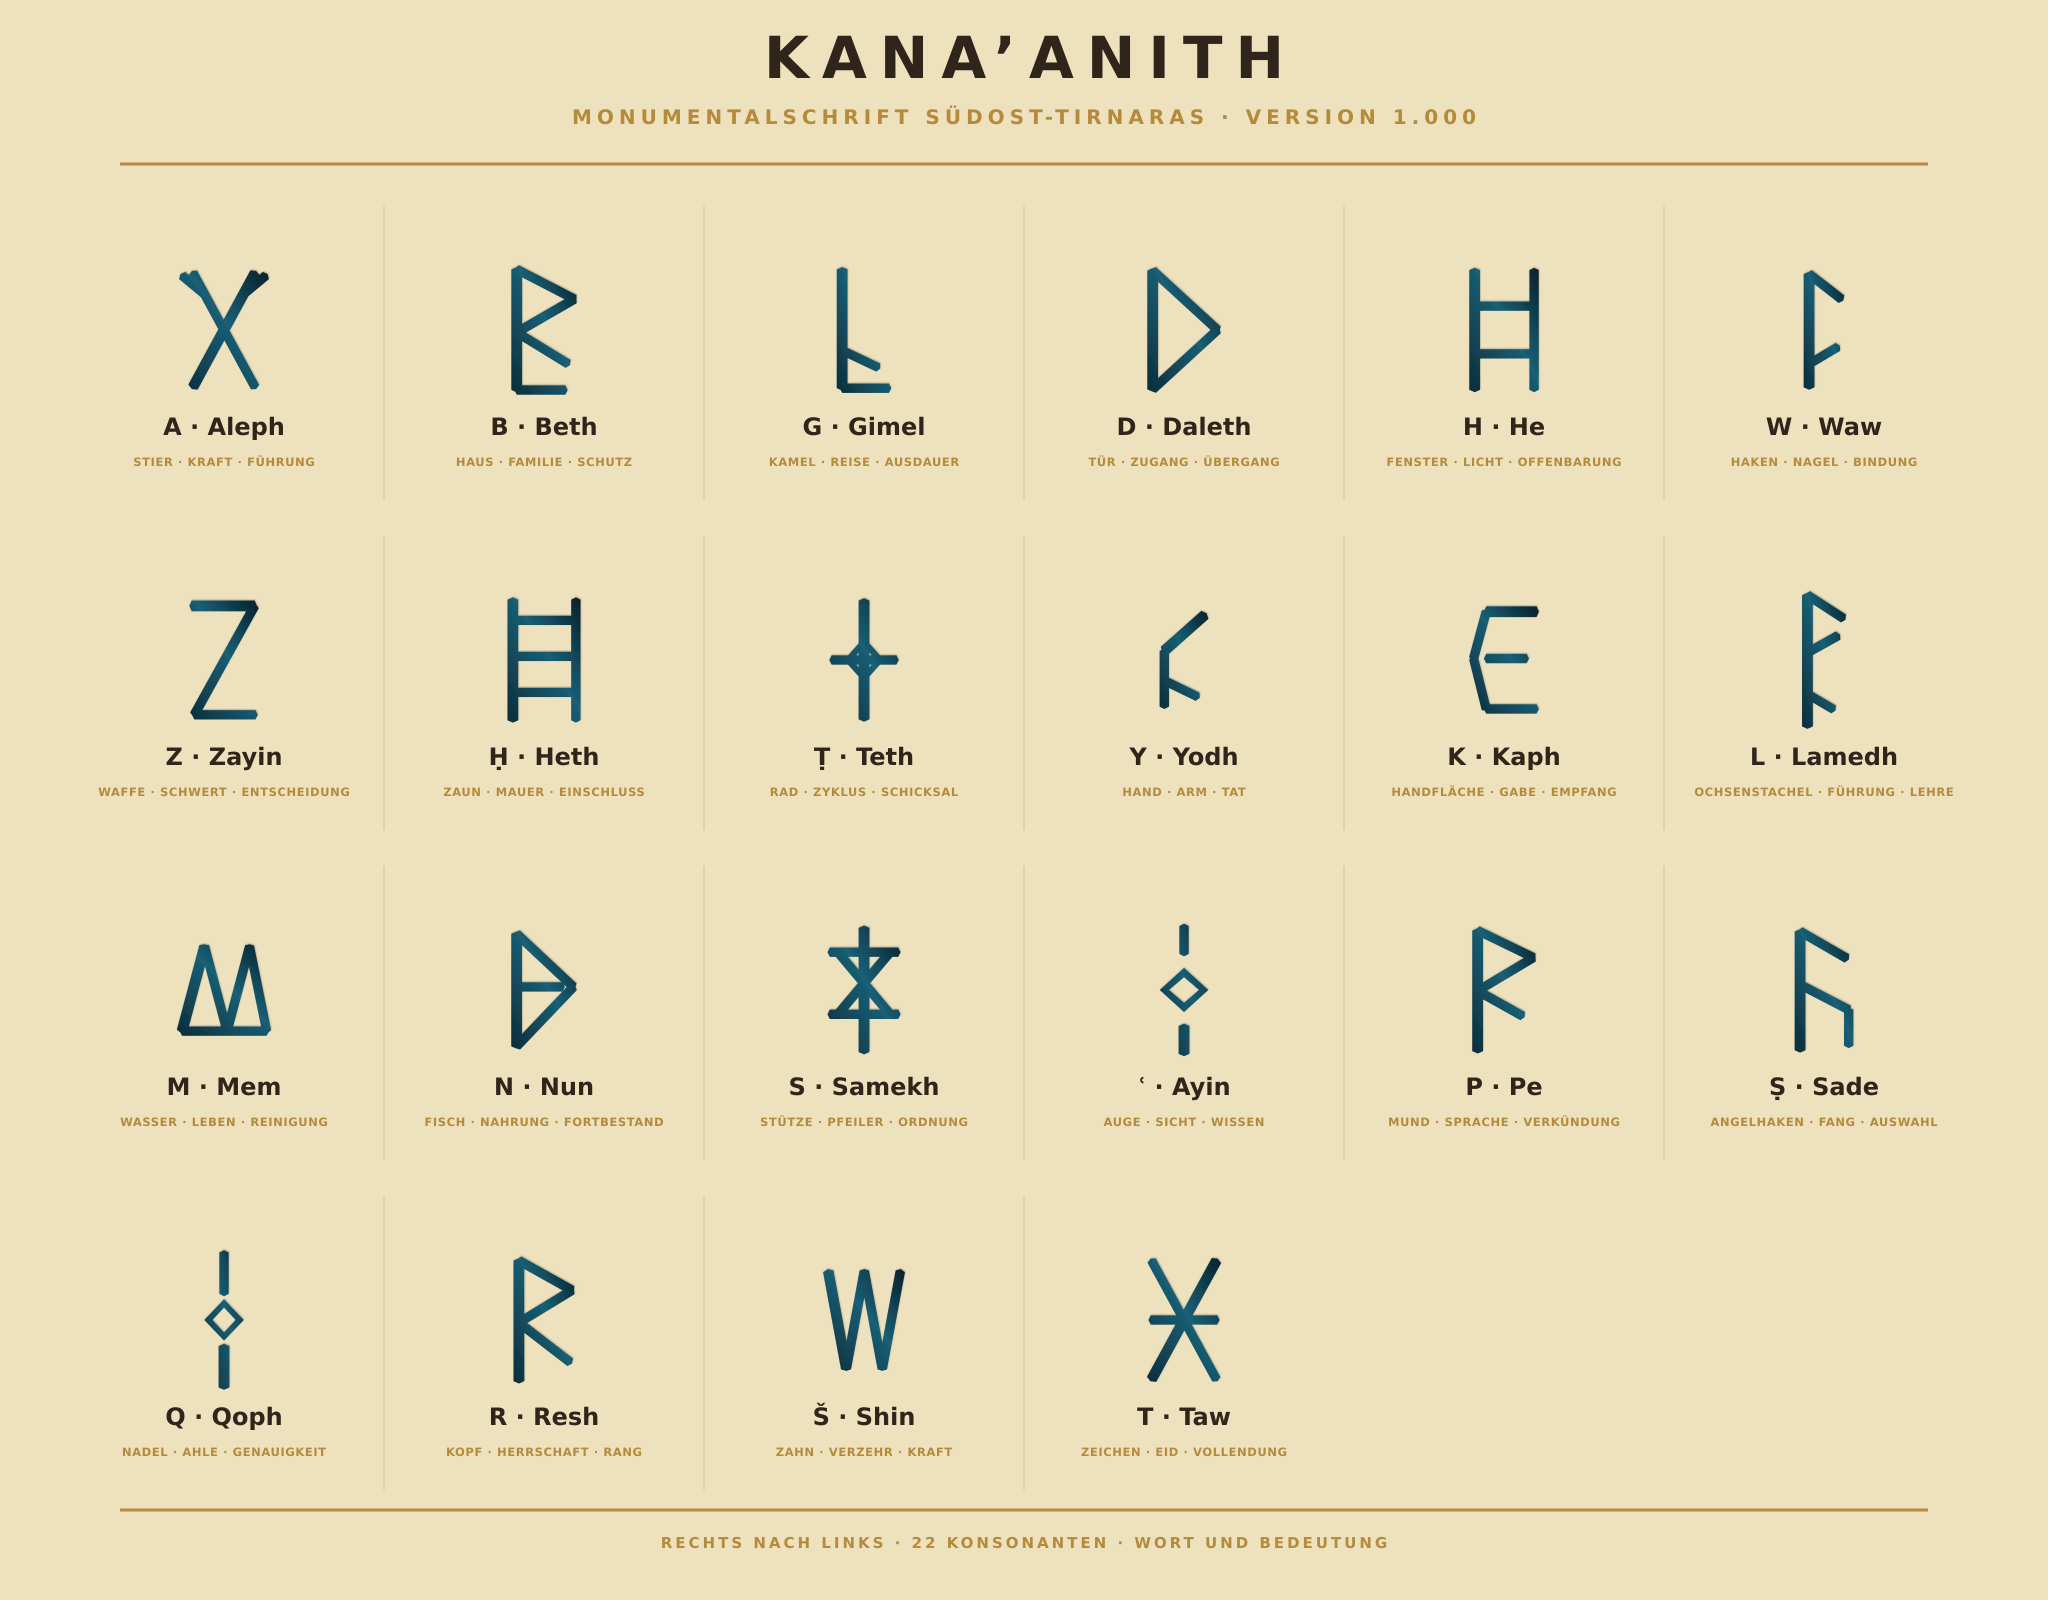 KANA’ANITH
MONUMENTALSCHRIFT SÜDOST-TIRNARAS · VERSION 1.000
A · Aleph
STIER · KRAFT · FÜHRUNG
B · Beth
HAUS · FAMILIE · SCHUTZ
G · Gimel
KAMEL · REISE · AUSDAUER
D · Daleth
TÜR · ZUGANG · ÜBERGANG
H · He
FENSTER · LICHT · OFFENBARUNG
W · Waw
HAKEN · NAGEL · BINDUNG
Z · Zayin
WAFFE · SCHWERT · ENTSCHEIDUNG
Ḥ · Heth
ZAUN · MAUER · EINSCHLUSS
Ṭ · Teth
RAD · ZYKLUS · SCHICKSAL
Y · Yodh
HAND · ARM · TAT
K · Kaph
HANDFLÄCHE · GABE · EMPFANG
L · Lamedh
OCHSENSTACHEL · FÜHRUNG · LEHRE
M · Mem
WASSER · LEBEN · REINIGUNG
N · Nun
FISCH · NAHRUNG · FORTBESTAND
S · Samekh
STÜTZE · PFEILER · ORDNUNG
ʿ · Ayin
AUGE · SICHT · WISSEN
P · Pe
MUND · SPRACHE · VERKÜNDUNG
Ṣ · Sade
ANGELHAKEN · FANG · AUSWAHL
Q · Qoph
NADEL · AHLE · GENAUIGKEIT
R · Resh
KOPF · HERRSCHAFT · RANG
Š · Shin
ZAHN · VERZEHR · KRAFT
T · Taw
ZEICHEN · EID · VOLLENDUNG
RECHTS NACH LINKS · 22 KONSONANTEN · WORT UND BEDEUTUNG